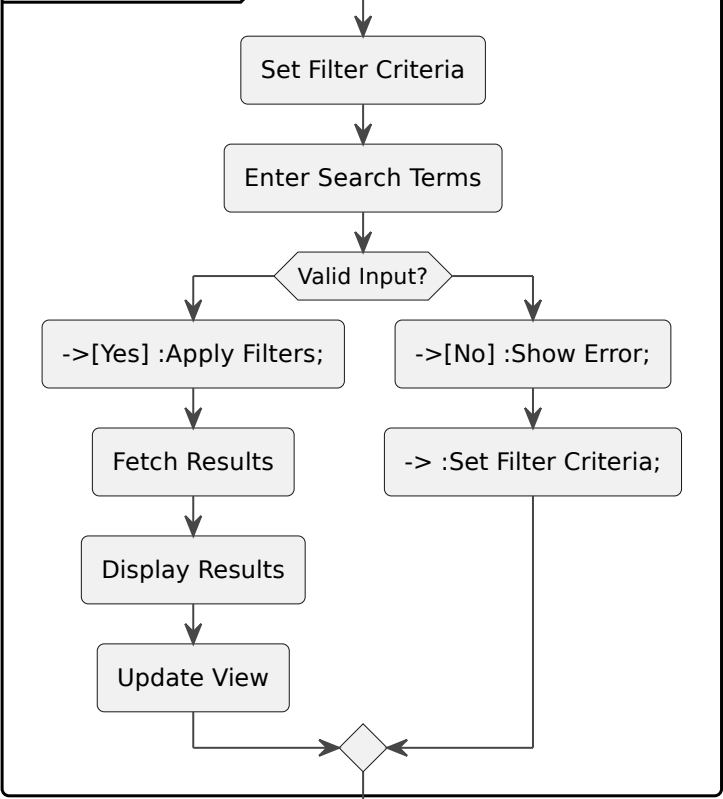 Set Filter Criteria
Enter Search Terms
Valid Input?
->[Yes] :Apply Filters;
->[No] :Show Error;
Fetch Results
-> :Set Filter Criteria;
Display Results
Update View